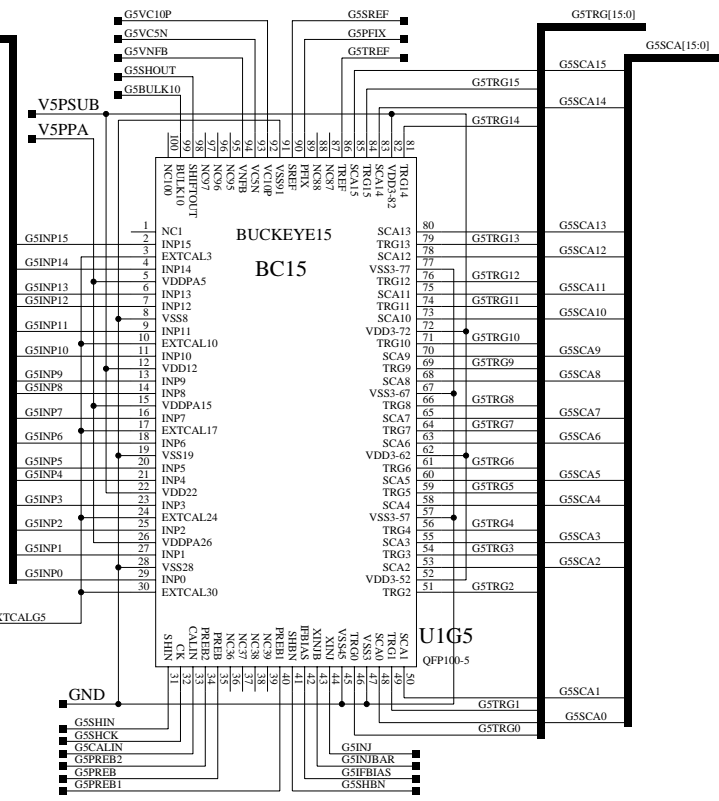 G5VC10P
G5VC5N
G5VNFB
G5SHOUT
G5BULK10
V5PSUB
V5PPA
G5SREF
G5PFIX
G5TREF
G5TRG[15:0]
G5SCA[15:0]
G5SCA15
G5TRG15
G5SCA14
G5TRG14
100 99 98 97 96 95 94 93 92 91 90 89 88 87 86 85 84 83 82 81
NC100 BULK10 SHIFTOUT NC97 NC96 NC95 VNFB VC5N VC10P VSS91 SREF PFIX NC88 NC87 TREF SCA15 TRG15 SCA14 VDD3-82 TRG14
BUCKEYE15
BC15
1 NC1
G5INP15 2 INP15
3 EXTCAL3
G5INP14 4 INP14
5 VDDPA5
G5INP13 6 INP13
G5INP12 7 INP12
8 VSS8
G5INP11 9 INP11
10 EXTCAL10
G5INP10 11 INP10
12 VDD12
G5INP9 13 INP9
G5INP8 14 INP8
15 VDDPA15
G5INP7 16 INP7
17 EXTCAL17
G5INP6 18 INP6
19 VSS19
G5INP5 20 INP5
G5INP4 21 INP4
22 VDD22
G5INP3 23 INP3
24 EXTCAL24
G5INP2 25 INP2
26 VDDPA26
G5INP1 27 INP1
28 VSS28
G5INP0 29 INP0
30 EXTCAL30
XTCALG5
SCA13 80 G5SCA13
TRG13 79 G5TRG13
SCA12 78 G5SCA12
VSS3-77 77
TRG12 76 G5TRG12
SCA11 75 G5SCA11
TRG11 74 G5TRG11
SCA10 73 G5SCA10
VDD3-72 72
TRG10 71 G5TRG10
SCA9 70 G5SCA9
TRG9 69 G5TRG9
SCA8 68 G5SCA8
VSS3-67 67
TRG8 66 G5TRG8
SCA7 65 G5SCA7
TRG7 64 G5TRG7
SCA6 63 G5SCA6
VDD3-62 62
TRG6 61 G5TRG6
SCA5 60 G5SCA5
TRG5 59 G5TRG5
SCA4 58 G5SCA4
VSS3-57 57
TRG4 56 G5TRG4
SCA3 55 G5SCA3
TRG3 54 G5TRG3
SCA2 53 G5SCA2
VDD3-52 52
TRG2 51 G5TRG2
SHIN CK CALIN PREB2 PREB NC36 NC37 NC38 NC39 PREB1 SHBN IFBIAS XINJB XINJ VSS45 TRG0 VSS3 SCA0 TRG1 SCA1
31 32 33 34 35 36 37 38 39 40 41 42 43 44 45 46 47 48 49 50
U1G5
QFP100-5
GND
G5SCA1
G5TRG1
G5SCA0
G5TRG0
G5SHIN
G5SHCK
G5CALIN
G5PREB2
G5PREB
G5PREB1
G5INJ
G5INJBAR
G5IFBIAS
G5SHBN